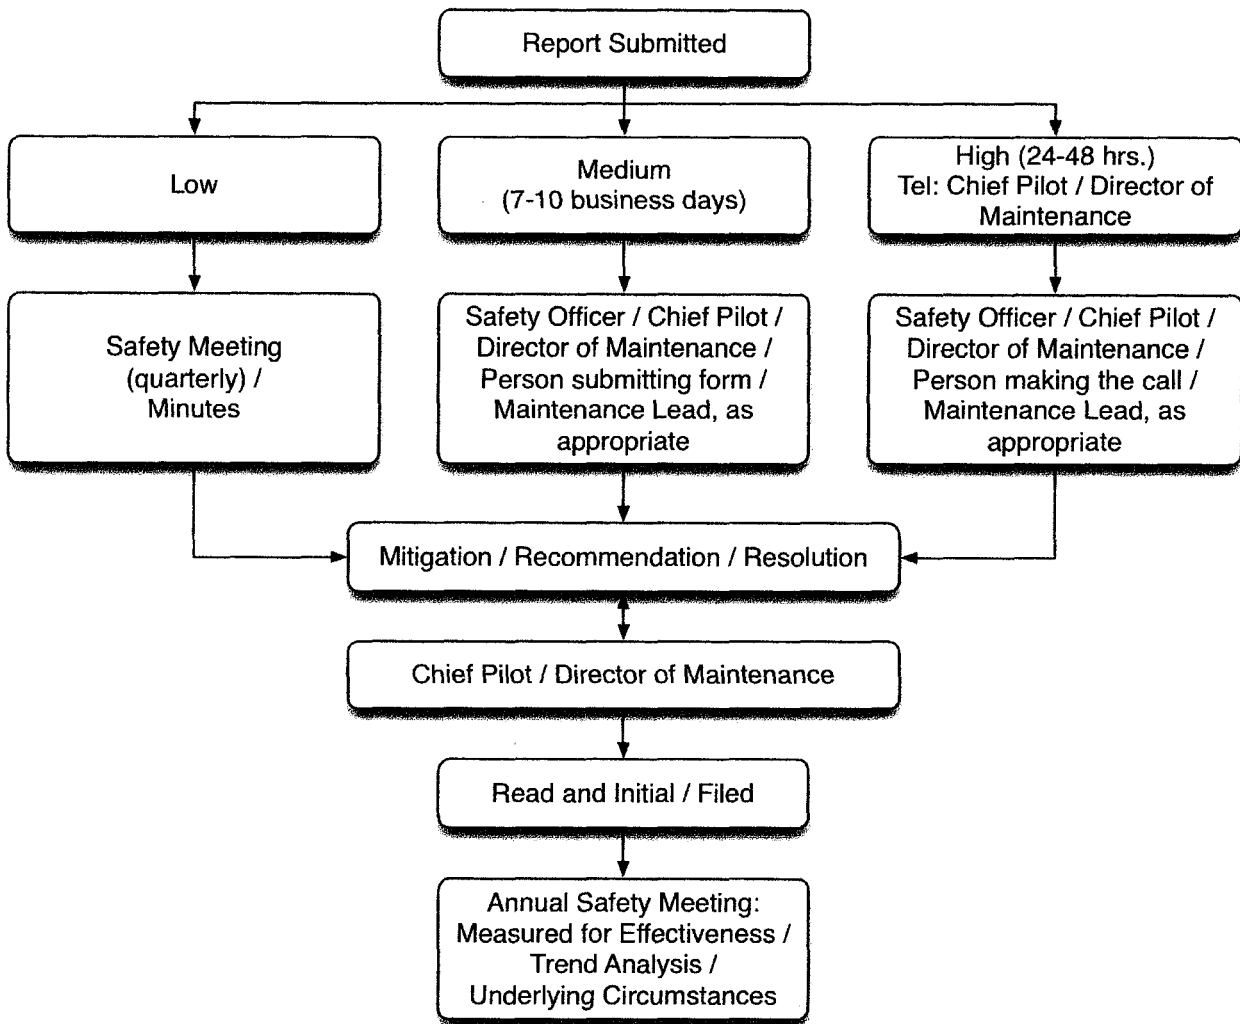 Report Submitted
Low
Medium
(7-10 business days)
High (24-48 hrs.)
Tel: Chief Pilot / Director of
Maintenance
Safety Meeting
(quarterly) /
Minutes
Safety Officer / Chief Pilot /
Director of Maintenance /
Person submitting form /
Maintenance Lead, as
appropriate
Safety Officer / Chief Pilot /
Director of Maintenance /
Person making the call /
Maintenance Lead, as
appropriate
Mitigation / Recommendation / Resolution
Chief Pilot / Director of Maintenance
Read and Initial / Filed
Annual Safety Meeting:
Measured for Effectiveness /
Trend Analysis /
Underlying Circumstances